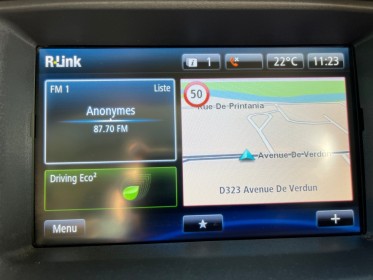 R-Link
i 1
22°C
11:23
FM 1
Liste
Anonymes
87.70 FM
50
Rue De Printania
Avenue De Verdun
Driving Eco²
D323 Avenue De Verdun
Menu